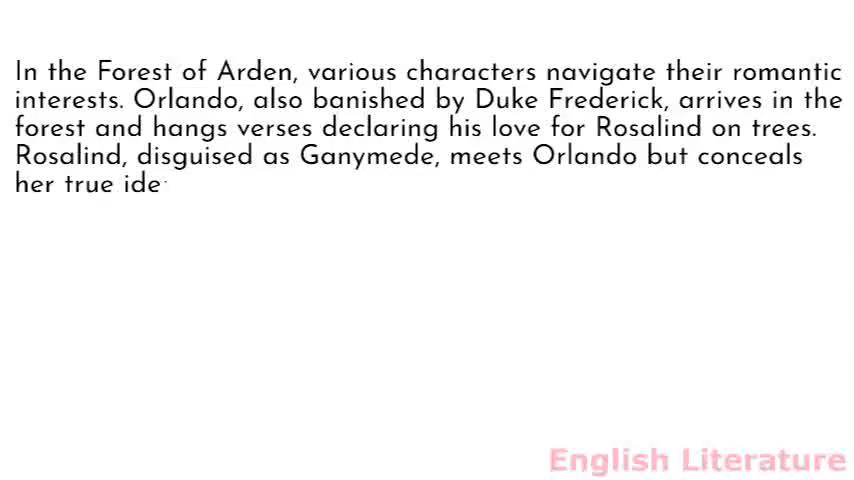 In the Forest of Arden, various characters navigate their romantic
interests. Orlando, also banished by Duke Frederick, arrives in the
forest and hangs verses declaring his love for Rosalind on trees.
Rosalind, disguised as Ganymede, meets Orlando but conceals
her true ide
English Literature